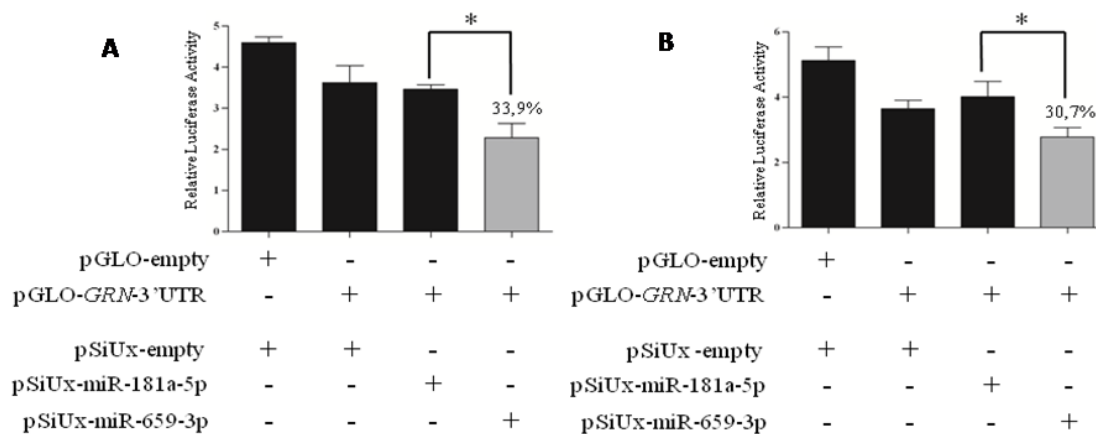 A
Relative Luciferase Activity
5
4
3
2
1
0
*
33,9%
pGLO-empty + - - -
pGLO-GRN-3’UTR - + + +
pSiUx-empty + + - -
pSiUx-miR-181a-5p - - + -
pSiUx-miR-659-3p - - - +
B
Relative Luciferase Activity
6
4
2
0
*
30,7%
pGLO-empty + - - -
pGLO-GRN-3’UTR - + + +
pSiUx -empty + + - -
pSiUx-miR-181a-5p - - + -
pSiUx-miR-659-3p - - - +